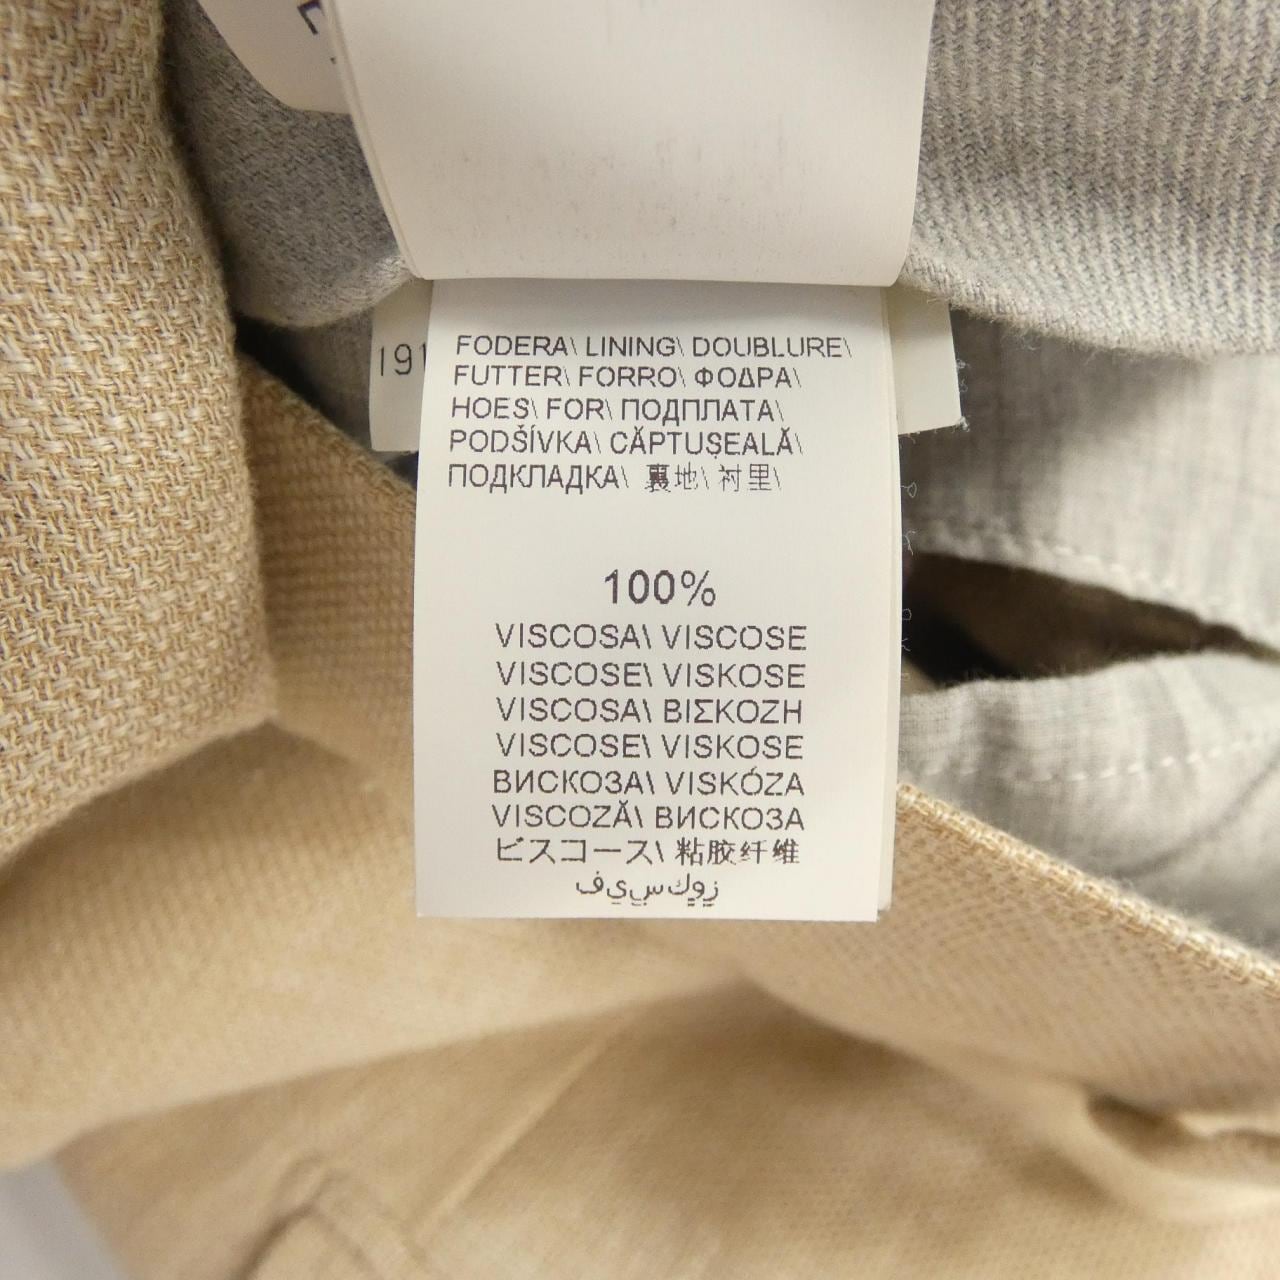 191
FODERA\ LINING\ DOUBLURE\
FUTTER\ FORRO\ ΦΟΔΡΑ\
HOES\ FOR\ ПОДПЛАТА\
PODŠÍVKA\ CĂPTUȘEALĂ\
ПОДКЛАДКА\ 裏地\ 衬里\
100%
VISCOSA\ VISCOSE
VISCOSE\ VISKOSE
VISCOSA\ ΒΙΣΚΟΖΗ
VISCOSE\ VISKOSE
ВИСКОЗА\ VISKÓZA
VISCOZĂ\ ВИСКОЗА
ビスコース\ 粘胶纤维